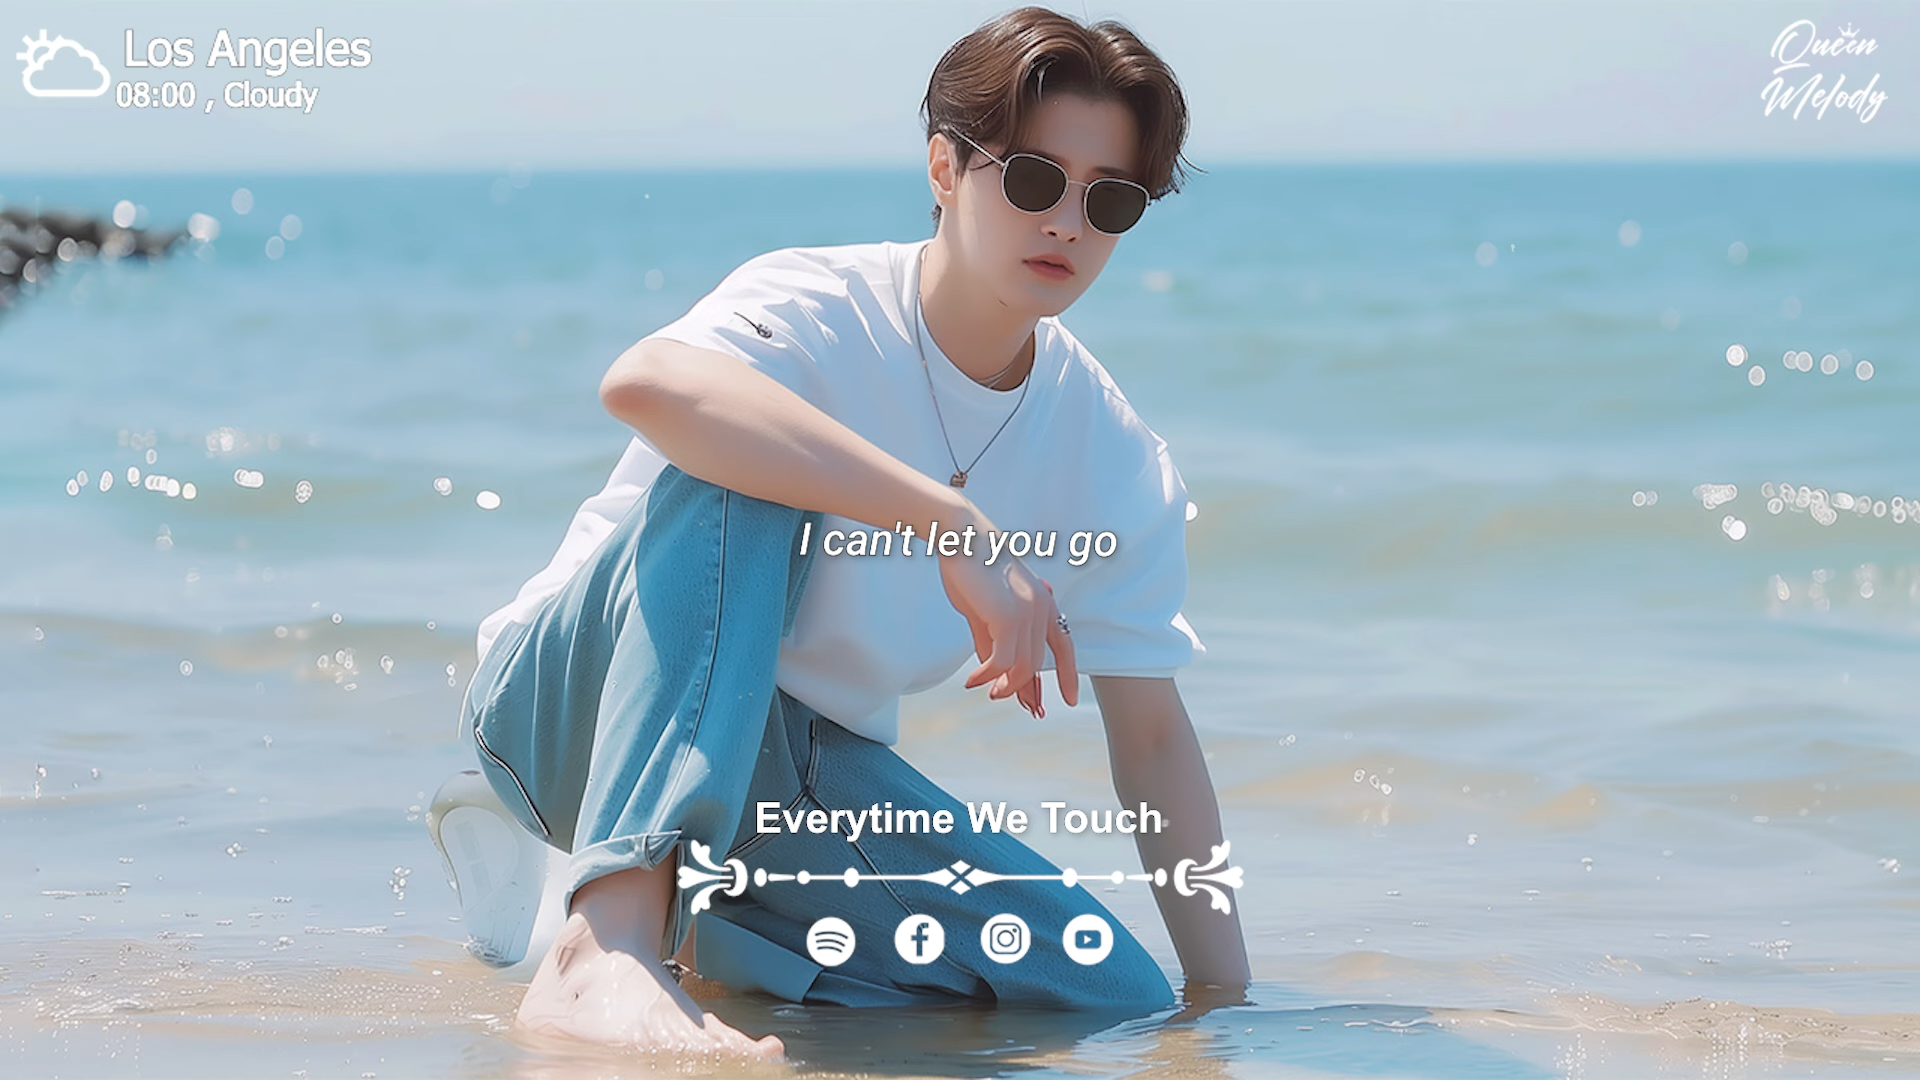 Los Angeles
08:00 , Cloudy
Queen
Melody
I can't let you go
Everytime We Touch